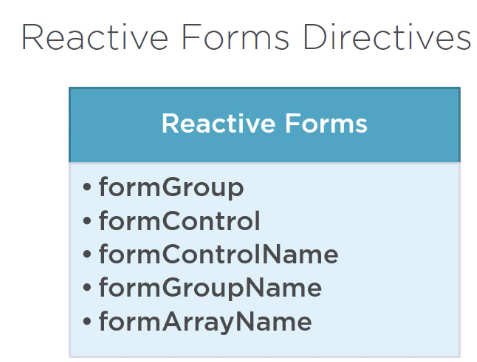 Reactive Forms Directives
Reactive Forms
• formGroup
• formControl
• formControlName
• formGroupName
• formArrayName